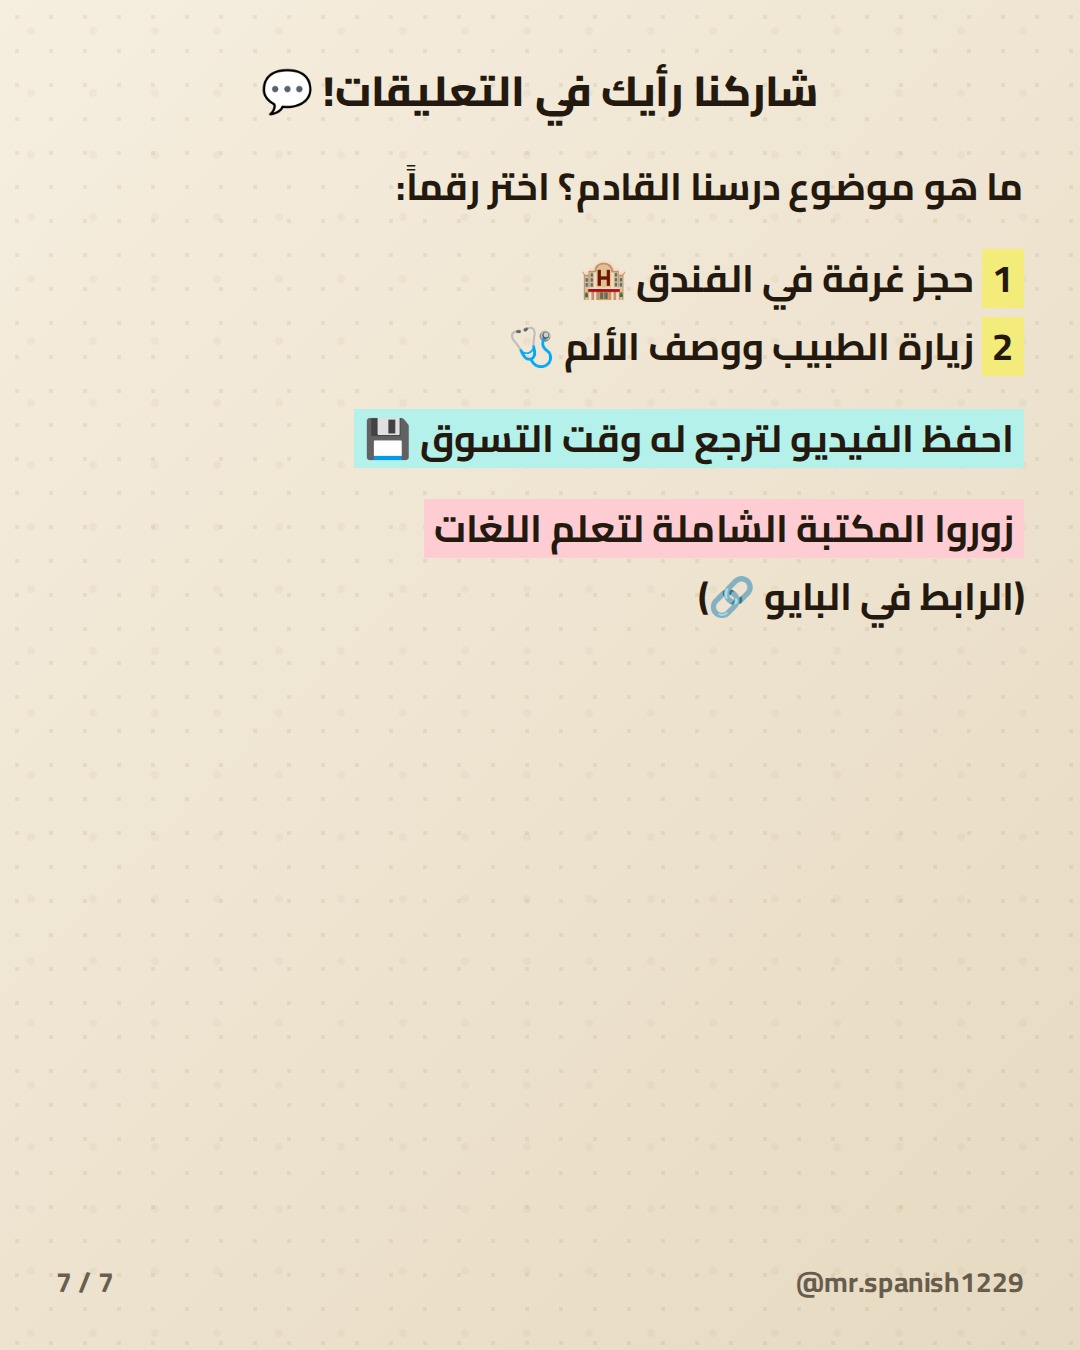 شاركنا رأيك في التعليقات! 💬
ما هو موضوع درسنا القادم؟ اختر رقماً:
1 حجز غرفة في الفندق 🏨
2 زيارة الطبيب ووصف الألم 🩺
احفظ الفيديو لترجع له وقت التسوق 💾
زوروا المكتبة الشاملة لتعلم اللغات
(الرابط في البايو 🔗)
7 / 7
@mr.spanish1229